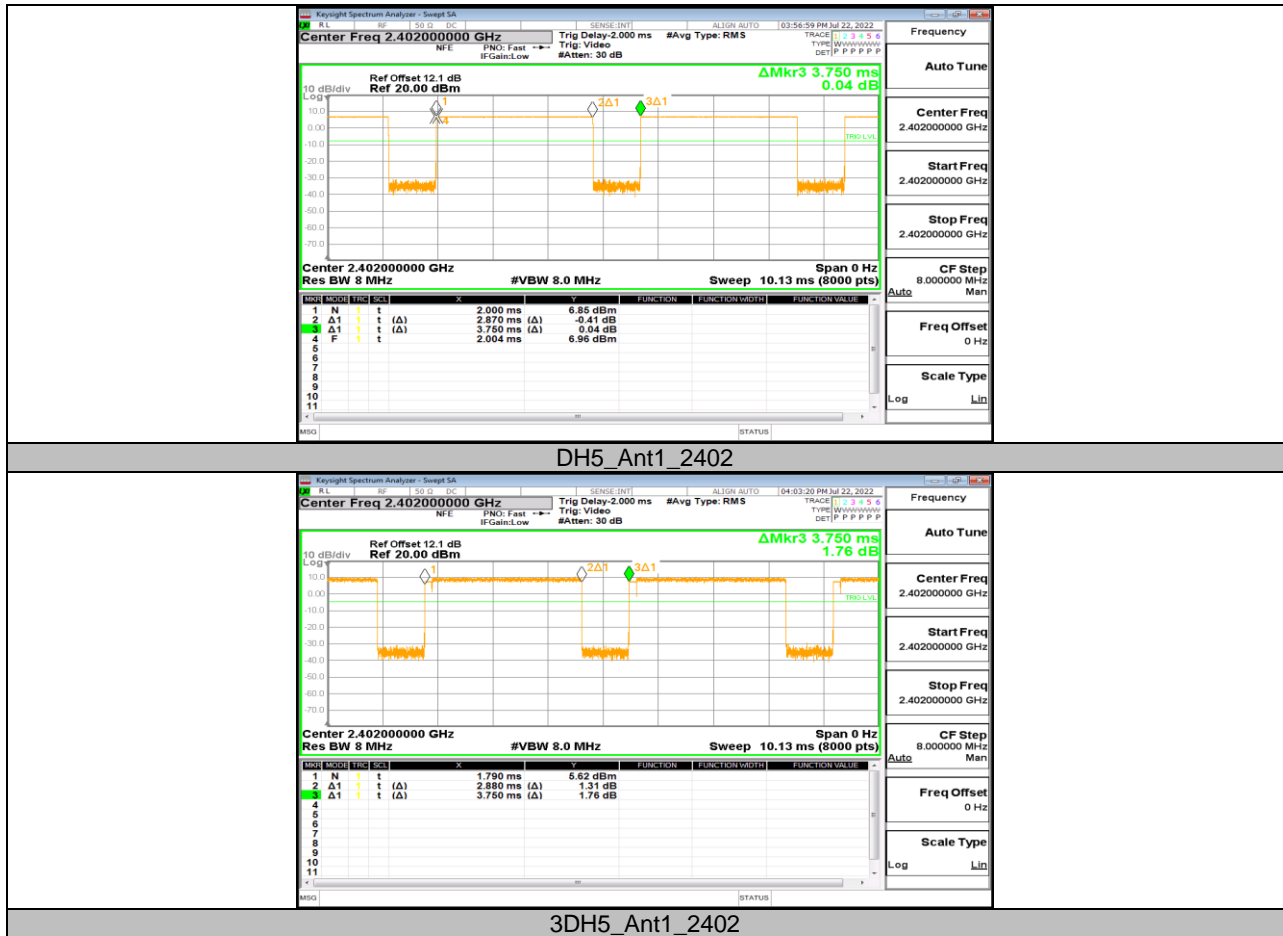 Keysight Spectrum Analyzer - Swept SA
RL RF 50 Ω DC SENSE:INT ALIGN AUTO 03:56:59 PM Jul 22, 2022
Center Freq 2.402000000 GHz
NFE PNO: Fast IFGain:Low
Trig Delay-2.000 ms #Avg Type: RMS
Trig: Video
#Atten: 30 dB
TRACE 1 2 3 4 5 6
TYPE WWWWWW
DET P P P P P P
Frequency
Auto Tune
Center Freq
2.402000000 GHz
Start Freq
2.402000000 GHz
Stop Freq
2.402000000 GHz
CF Step
8.000000 MHz
Auto Man
Freq Offset
0 Hz
Scale Type
Log Lin
ΔMkr3 3.750 ms
0.04 dB
Ref Offset 12.1 dB
10 dB/div Ref 20.00 dBm
Log
1
4
2Δ1
3Δ1
TRIG LVL
10.0
0.00
-10.0
-20.0
-30.0
-40.0
-50.0
-60.0
-70.0
Center 2.402000000 GHz Span 0 Hz
Res BW 8 MHz #VBW 8.0 MHz Sweep 10.13 ms (8000 pts)
MKR MODE TRC SCL X Y FUNCTION FUNCTION WIDTH FUNCTION VALUE
1 N 1 t 2.000 ms 6.85 dBm
2 Δ1 1 t (Δ) 2.870 ms (Δ) -0.41 dB
3 Δ1 1 t (Δ) 3.750 ms (Δ) 0.04 dB
4 F 1 t 2.004 ms 6.96 dBm
5
6
7
8
9
10
11
MSG STATUS
DH5_Ant1_2402
Keysight Spectrum Analyzer - Swept SA
RL RF 50 Ω DC SENSE:INT ALIGN AUTO 04:03:20 PM Jul 22, 2022
Center Freq 2.402000000 GHz
NFE PNO: Fast IFGain:Low
Trig Delay-2.000 ms #Avg Type: RMS
Trig: Video
#Atten: 30 dB
TRACE 1 2 3 4 5 6
TYPE WWWWWW
DET P P P P P P
Frequency
Auto Tune
Center Freq
2.402000000 GHz
Start Freq
2.402000000 GHz
Stop Freq
2.402000000 GHz
CF Step
8.000000 MHz
Auto Man
Freq Offset
0 Hz
Scale Type
Log Lin
ΔMkr3 3.750 ms
1.76 dB
Ref Offset 12.1 dB
10 dB/div Ref 20.00 dBm
Log
1
2Δ1
3Δ1
TRIG LVL
10.0
0.00
-10.0
-20.0
-30.0
-40.0
-50.0
-60.0
-70.0
Center 2.402000000 GHz Span 0 Hz
Res BW 8 MHz #VBW 8.0 MHz Sweep 10.13 ms (8000 pts)
MKR MODE TRC SCL X Y FUNCTION FUNCTION WIDTH FUNCTION VALUE
1 N 1 t 1.790 ms 5.62 dBm
2 Δ1 1 t (Δ) 2.880 ms (Δ) 1.31 dB
3 Δ1 1 t (Δ) 3.750 ms (Δ) 1.76 dB
4
5
6
7
8
9
10
11
MSG STATUS
3DH5_Ant1_2402